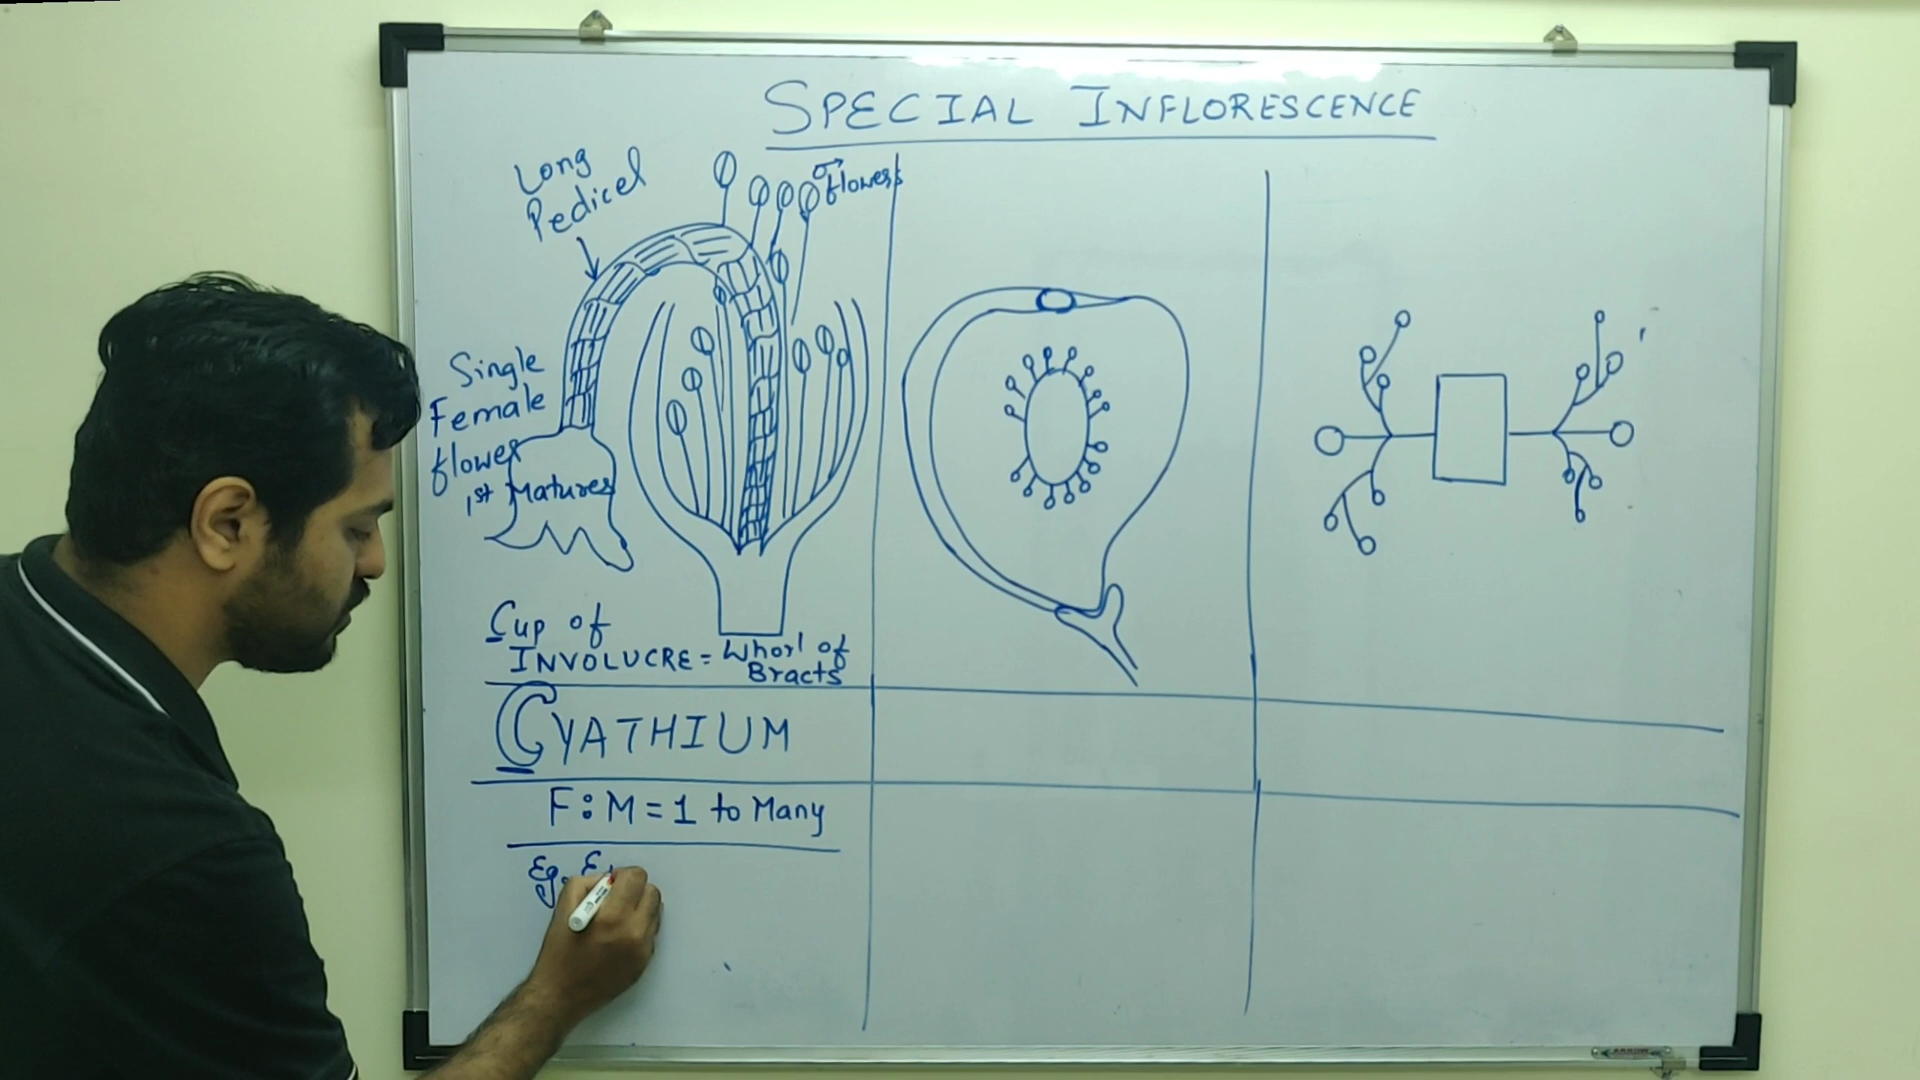 SPECIAL INFLORESCENCE
Long
Pedicel
♂
flowers
Single
Female
flower
1st Matures
Cup of
INVOLUCRE = Whorl of
Bracts
CYATHIUM
F : M = 1 to Many
Eg. E